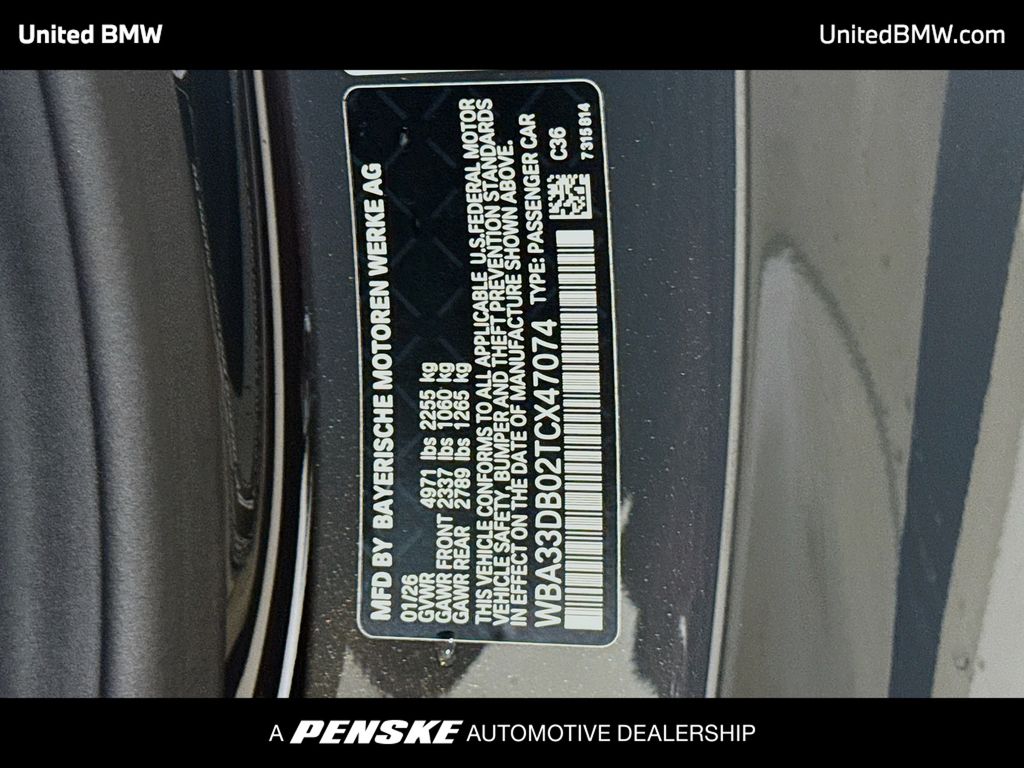 United BMW
UnitedBMW.com
MFD BY BAYERISCHE MOTOREN WERKE AG
01/26
GVWR 4971 lbs 2255 kg
GAWR FRONT 2337 lbs 1060 kg
GAWR REAR 2789 lbs 1265 kg
THIS VEHICLE CONFORMS TO ALL APPLICABLE U.S.FEDERAL MOTOR
VEHICLE SAFETY, BUMPER AND THEFT PREVENTION STANDARDS
IN EFFECT ON THE DATE OF MANUFACTURE SHOWN ABOVE.
WBA33DB02TCX47074 TYPE: PASSENGER CAR
C36
7315814
A PENSKE AUTOMOTIVE DEALERSHIP